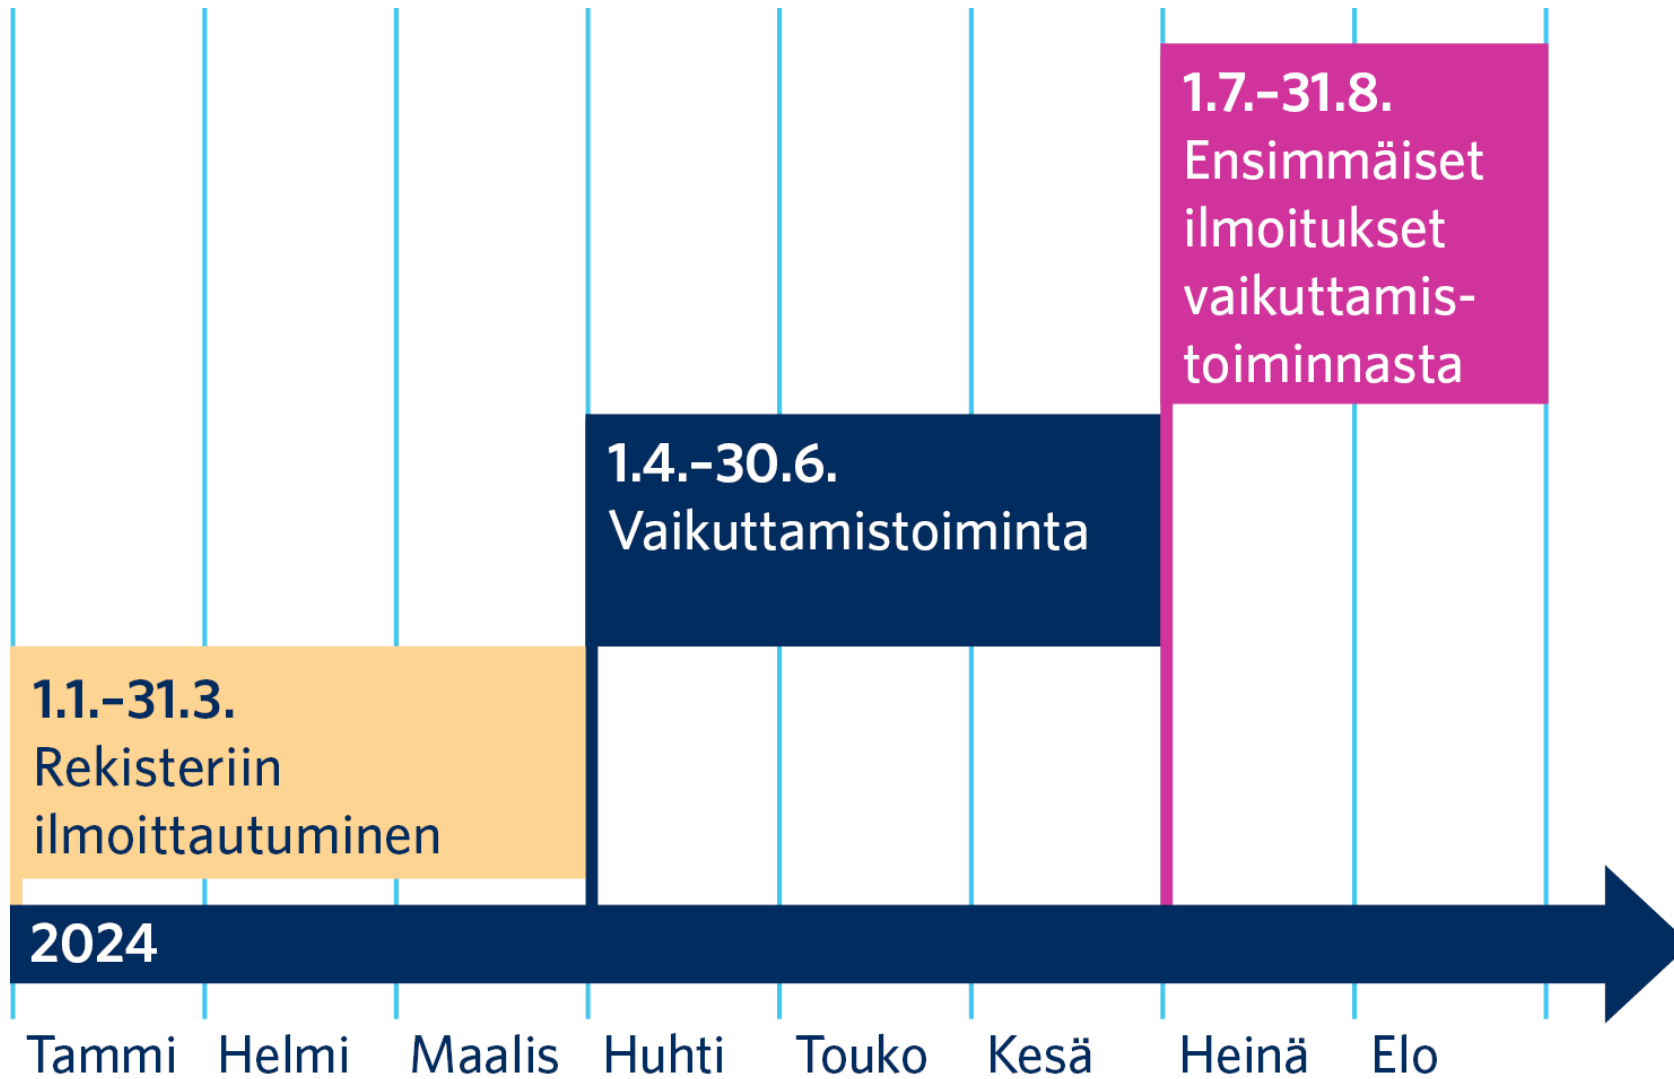 1.7.–31.8.
Ensimmäiset
ilmoitukset
vaikuttamis-
toiminnasta
1.4.–30.6.
Vaikuttamistoiminta
1.1.–31.3.
Rekisteriin
ilmoittautuminen
2024
Tammi Helmi Maalis Huhti Touko Kesä Heinä Elo